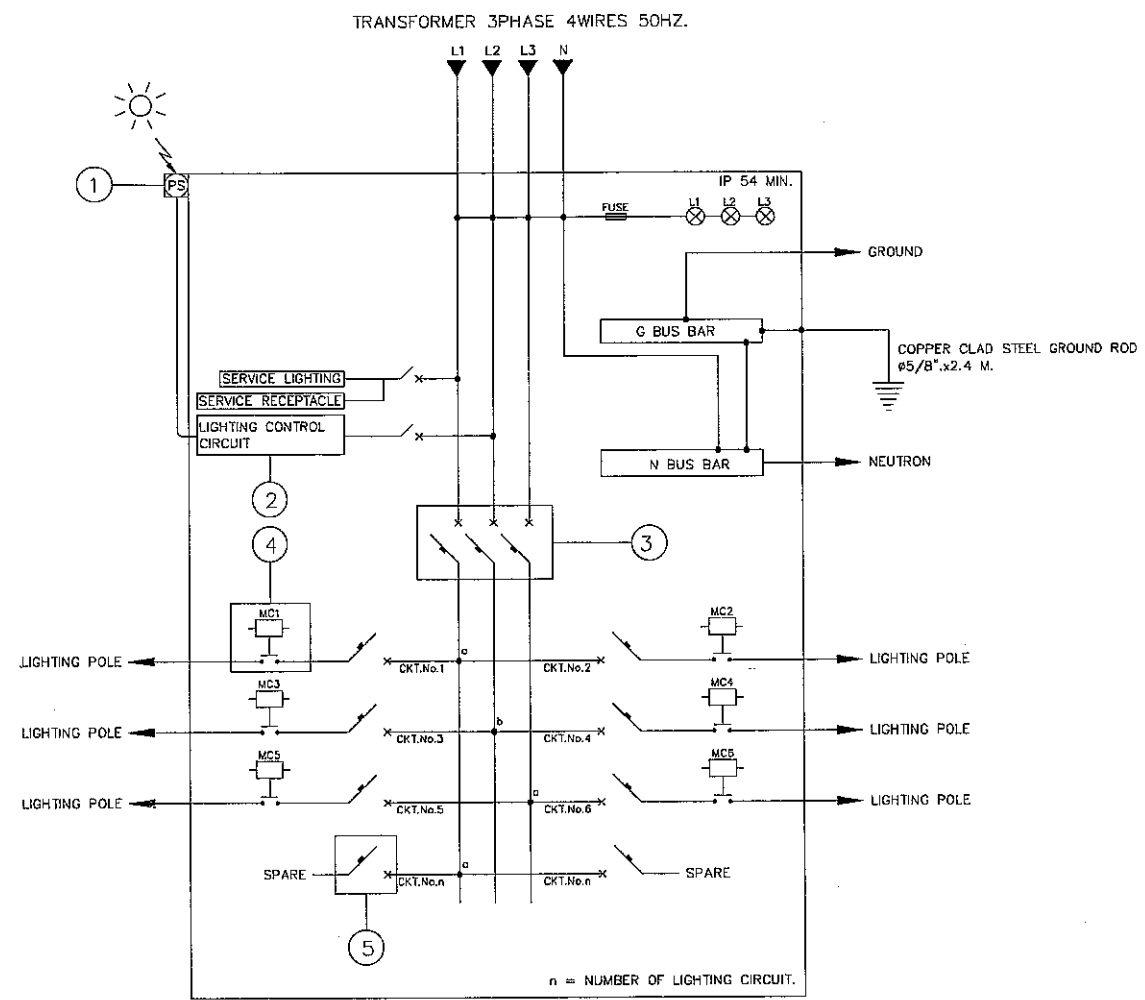 TRANSFORMER 3PHASE 4WIRES 50HZ.
L1 L2 L3 N
1
PS
IP 54 MIN.
FUSE
L1 L2 L3
GROUND
G BUS BAR
COPPER CLAD STEEL GROUND ROD
ø5/8".x2.4 M.
SERVICE LIGHTING
SERVICE RECEPTACLE
LIGHTING CONTROL
CIRCUIT
N BUS BAR
NEUTRON
2
4
3
MC1
MC2
LIGHTING POLE
CKT.No.1
a
CKT.No.2
LIGHTING POLE
MC3
MC4
LIGHTING POLE
CKT.No.3
b
CKT.No.4
LIGHTING POLE
MC5
MC6
LIGHTING POLE
CKT.No.5
CKT.No.6
LIGHTING POLE
SPARE
CKT.No.n
a
CKT.No.n
SPARE
5
n = NUMBER OF LIGHTING CIRCUIT.